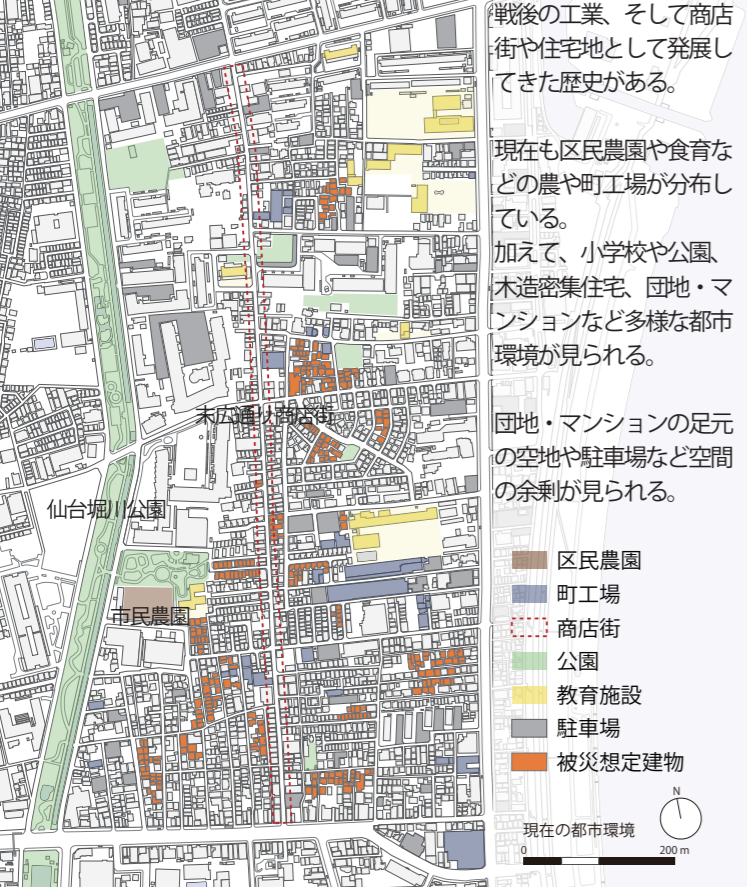 戦後の工業、そして商店
街や住宅地として発展し
てきた歴史がある。
現在も区民農園や食育な
どの農や町工場が分布し
ている。
加えて、小学校や公園、
木造密集住宅、団地・マ
ンションなど多様な都市
環境が見られる。
団地・マンションの足元
の空地や駐車場など空間
の余剰が見られる。
末広通り商店街
仙台堀川公園
市民農園
区民農園
町工場
商店街
公園
教育施設
駐車場
被災想定建物
N
現在の都市環境
0 200 m